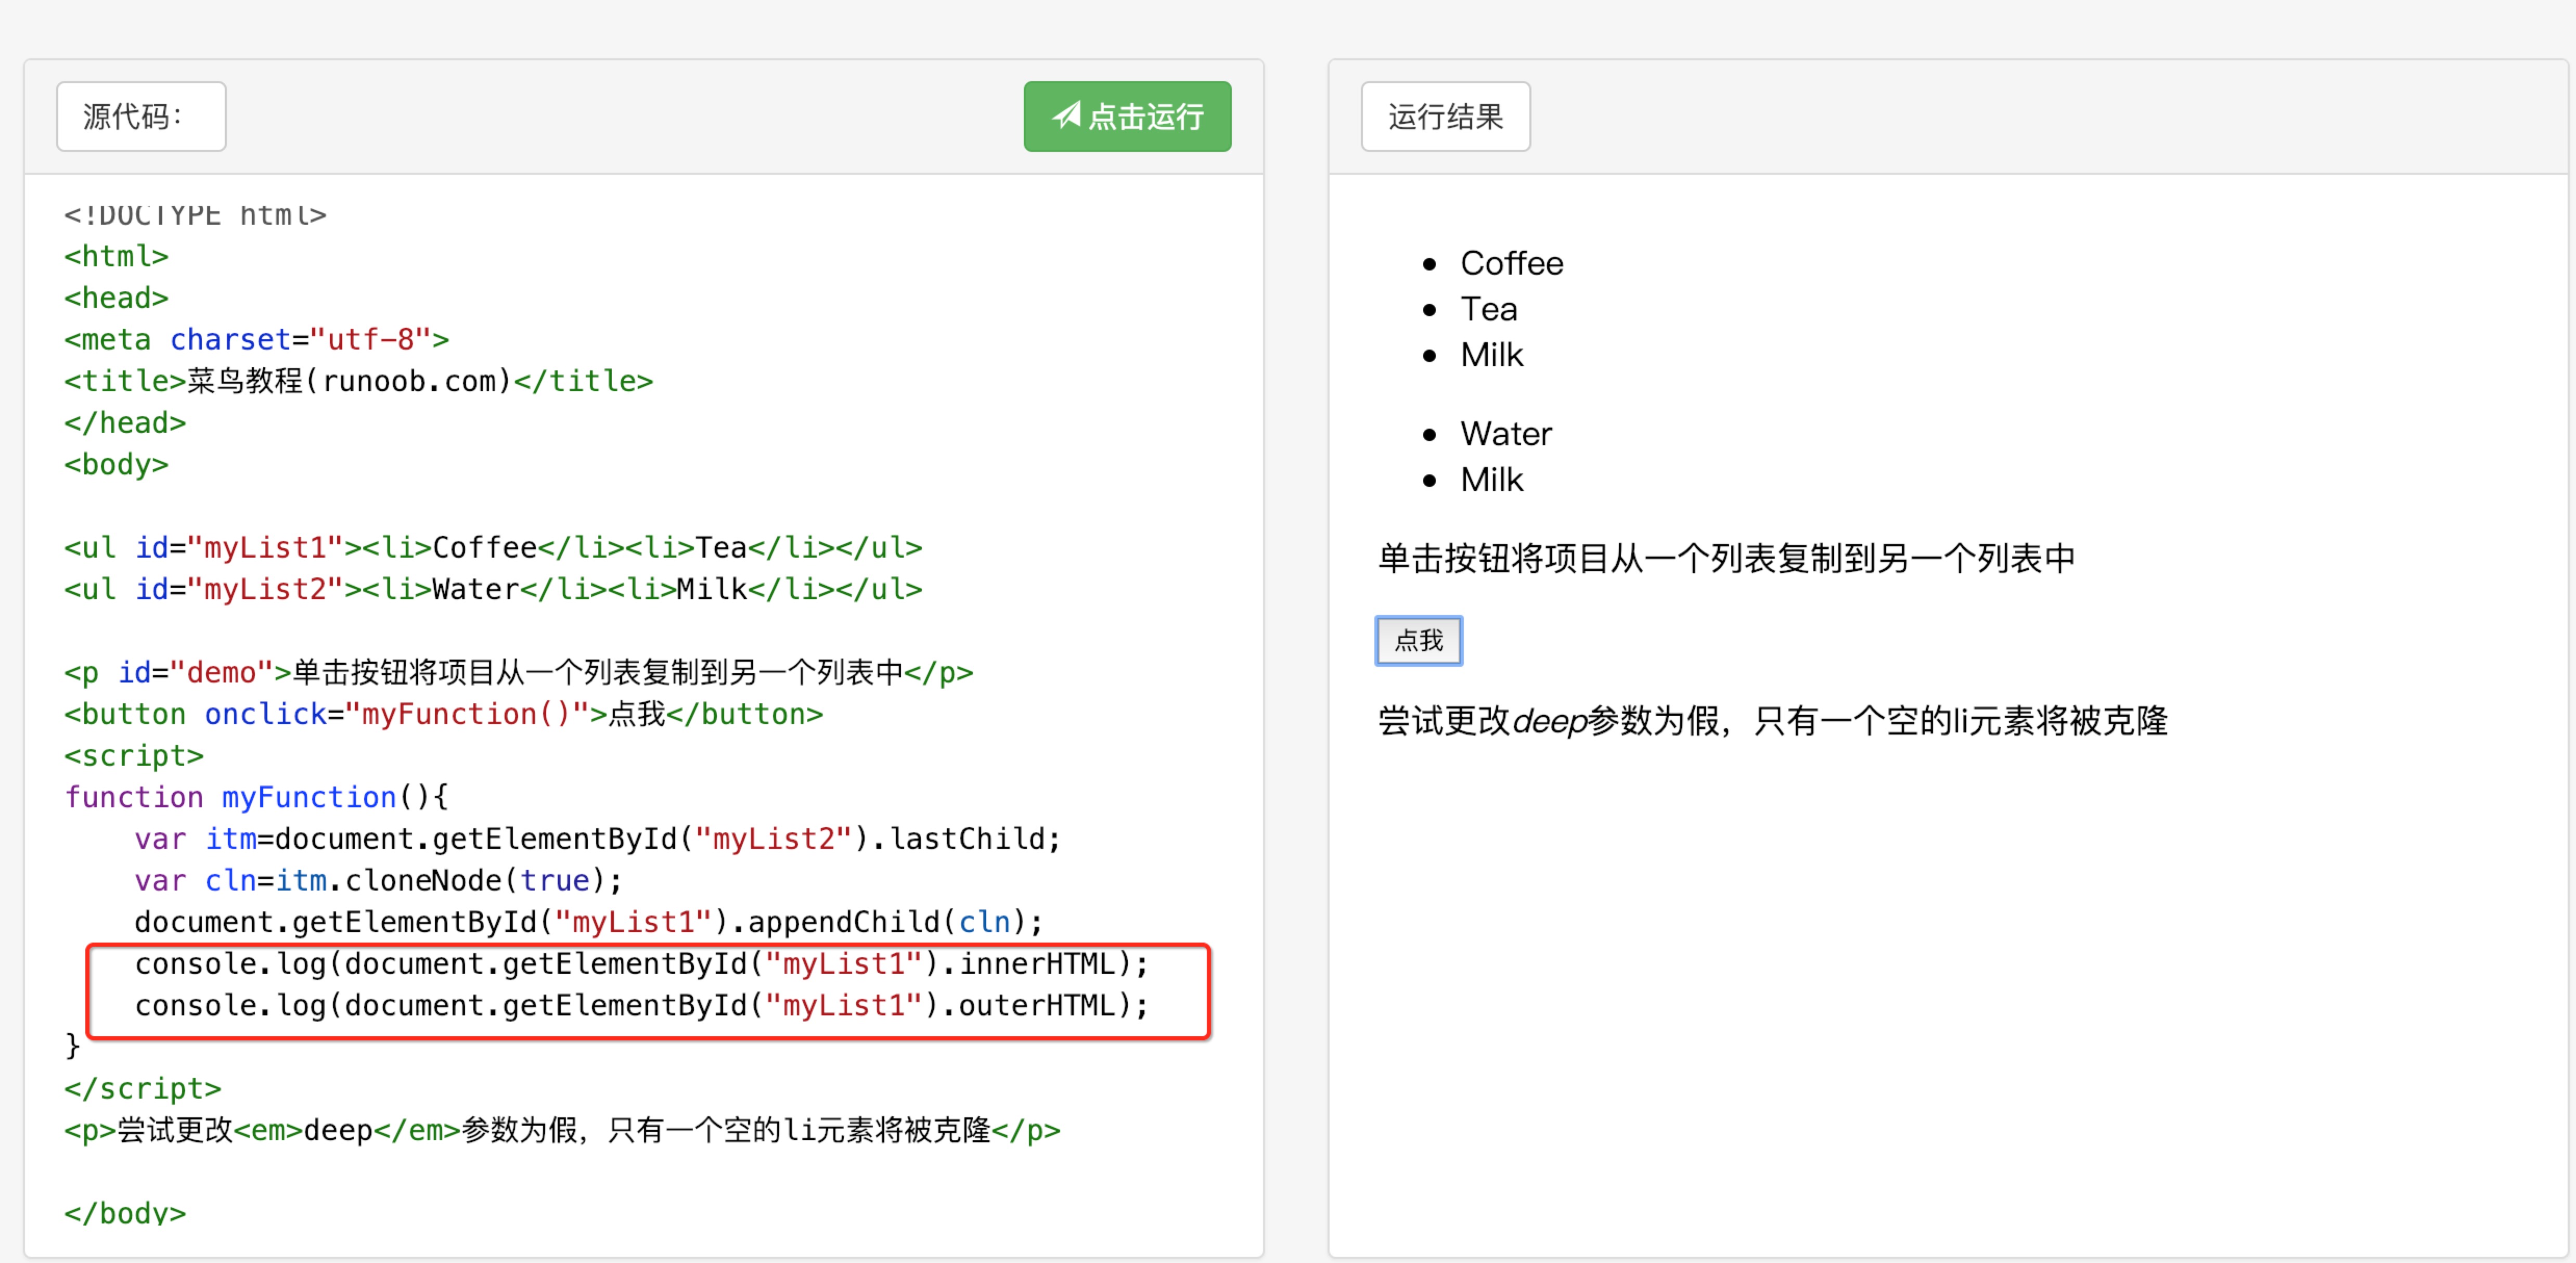 源代码：
点击运行
<!DOCTYPE html>
<html>
<head>
<meta charset="utf-8">
<title>菜鸟教程(runoob.com)</title>
</head>
<body>
<ul id="myList1"><li>Coffee</li><li>Tea</li></ul>
<ul id="myList2"><li>Water</li><li>Milk</li></ul>
<p id="demo">单击按钮将项目从一个列表复制到另一个列表中</p>
<button onclick="myFunction()">点我</button>
<script>
function myFunction(){
    var itm=document.getElementById("myList2").lastChild;
    var cln=itm.cloneNode(true);
    document.getElementById("myList1").appendChild(cln);
    console.log(document.getElementById("myList1").innerHTML);
    console.log(document.getElementById("myList1").outerHTML);
}
</script>
<p>尝试更改<em>deep</em>参数为假，只有一个空的li元素将被克隆</p>
</body>
运行结果
Coffee
Tea
Milk
Water
Milk
单击按钮将项目从一个列表复制到另一个列表中
点我
尝试更改deep参数为假，只有一个空的li元素将被克隆